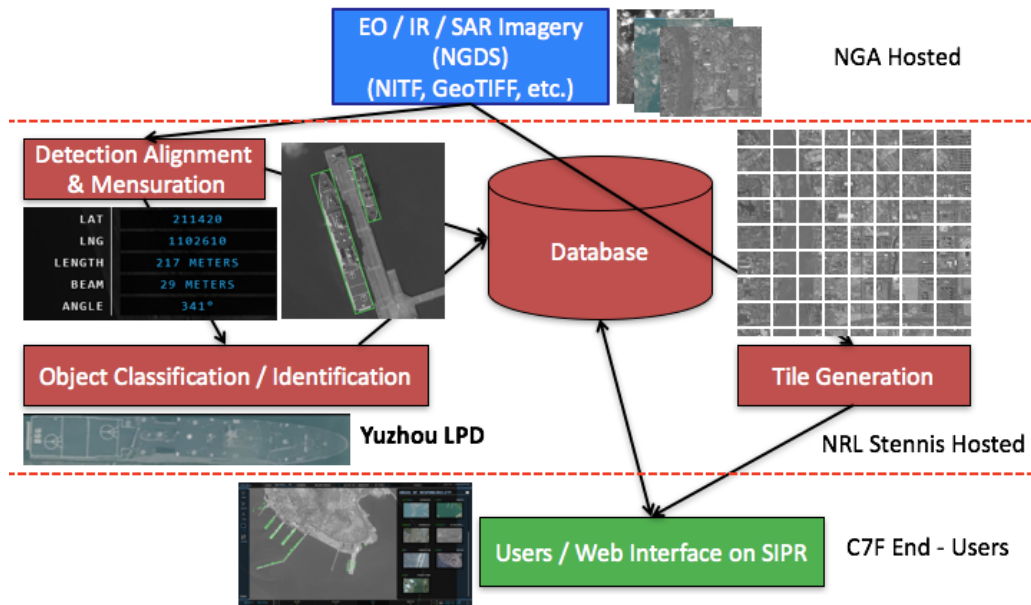 EO / IR / SAR Imagery
(NGDS)
(NITF, GeoTIFF, etc.)
NGA Hosted
Detection Alignment
& Mensuration
LAT 211420
LNG 1102610
LENGTH 217 METERS
BEAM 29 METERS
ANGLE 341°
Database
Object Classification / Identification
Tile Generation
Yuzhou LPD
NRL Stennis Hosted
Users / Web Interface on SIPR
C7F End - Users